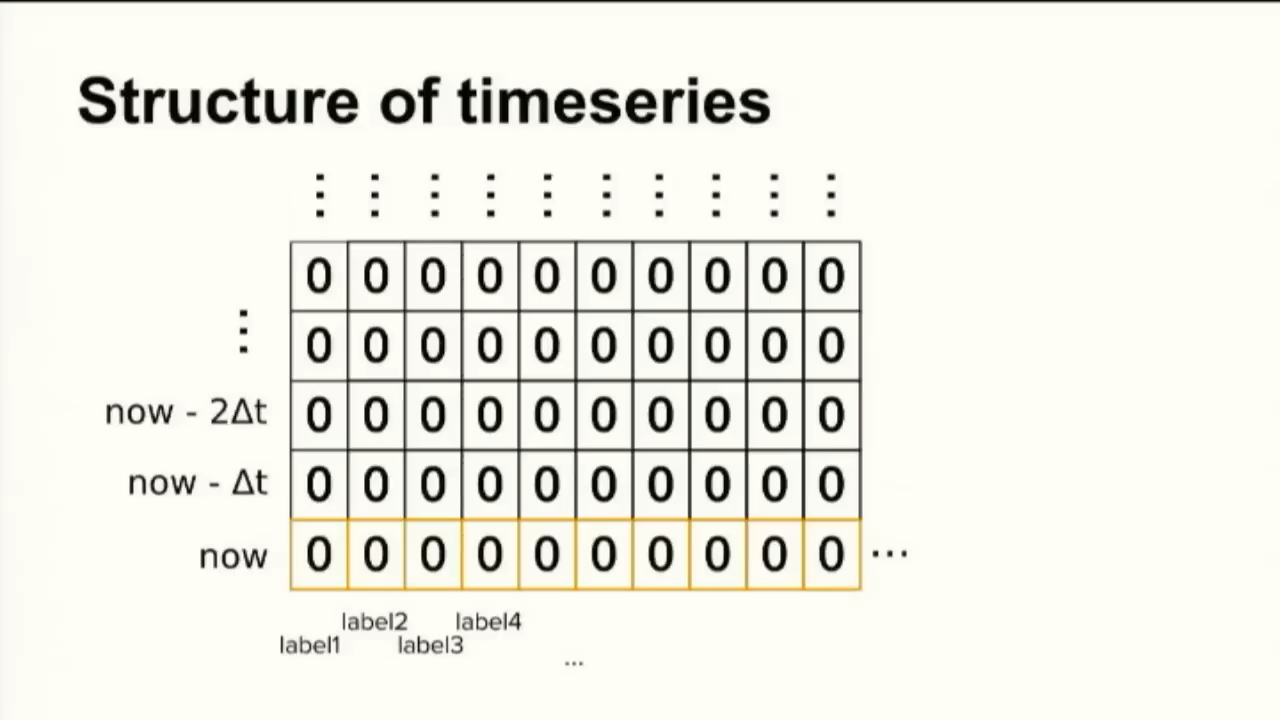 Structure of timeseries
⋮ ⋮ ⋮ ⋮ ⋮ ⋮ ⋮ ⋮ ⋮ ⋮
0 0 0 0 0 0 0 0 0 0
⋮ 0 0 0 0 0 0 0 0 0 0
now - 2Δt 0 0 0 0 0 0 0 0 0 0
now - Δt 0 0 0 0 0 0 0 0 0 0
now 0 0 0 0 0 0 0 0 0 0 ...
label1 label2 label3 label4 ...